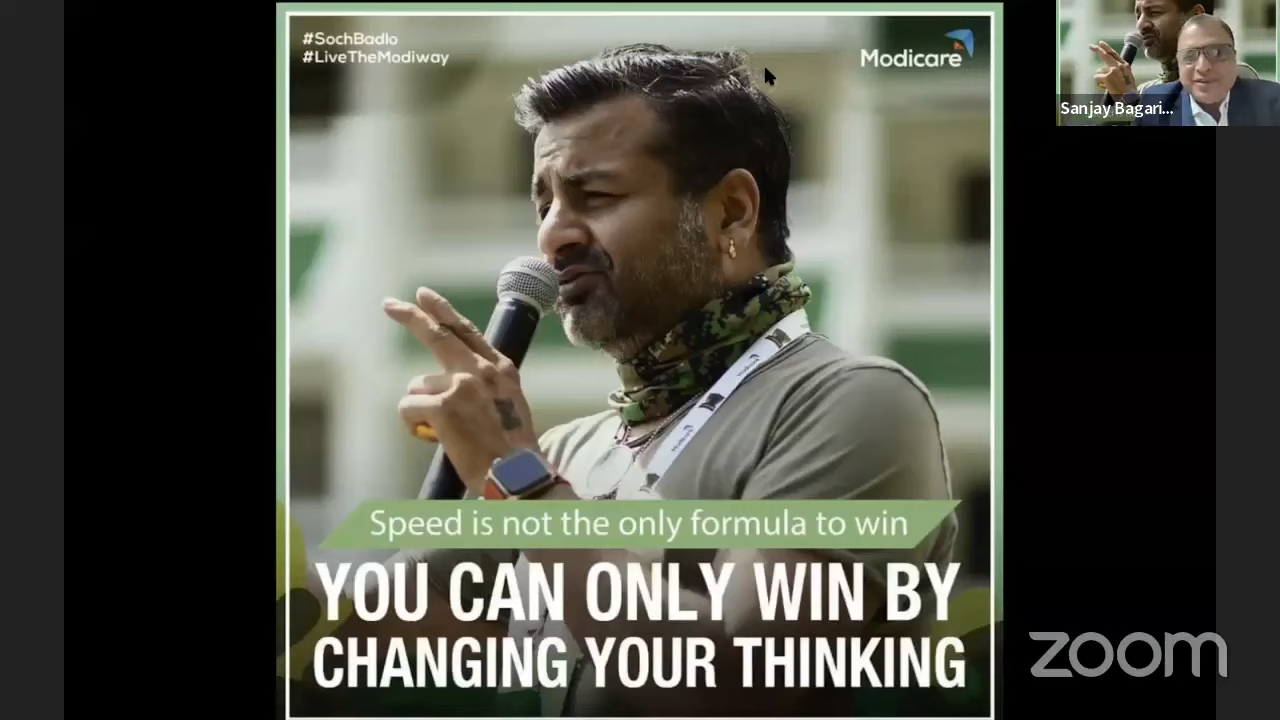 #SochBadlo
#LiveTheModiway
Modicare
Sanjay Bagari...
Speed is not the only formula to win
YOU CAN ONLY WIN BY
CHANGING YOUR THINKING
zoom